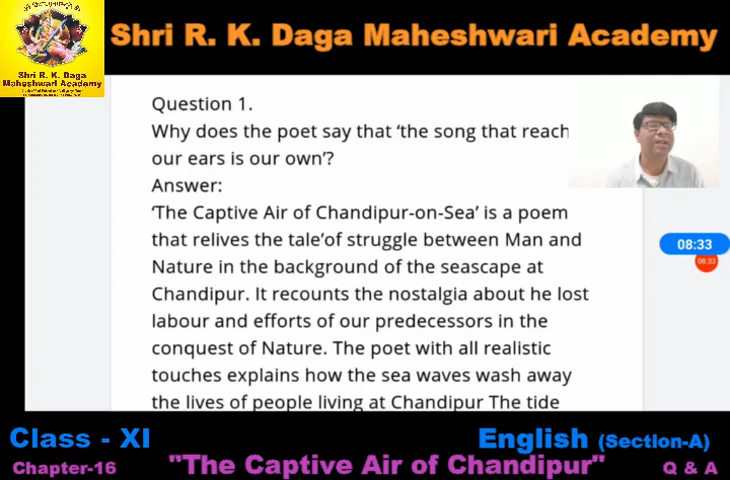 Shri R. K. Daga Maheshwari Academy
Shri R. K. Daga
Maheshwari Academy
Question 1.
Why does the poet say that ‘the song that reach
our ears is our own’?
Answer:
‘The Captive Air of Chandipur-on-Sea’ is a poem
that relives the tale’of struggle between Man and
Nature in the background of the seascape at
Chandipur. It recounts the nostalgia about he lost
labour and efforts of our predecessors in the
conquest of Nature. The poet with all realistic
touches explains how the sea waves wash away
the lives of people living at Chandipur The tide
08:33
08:33
Class - XI
English (Section-A)
Chapter-16
"The Captive Air of Chandipur"
Q & A